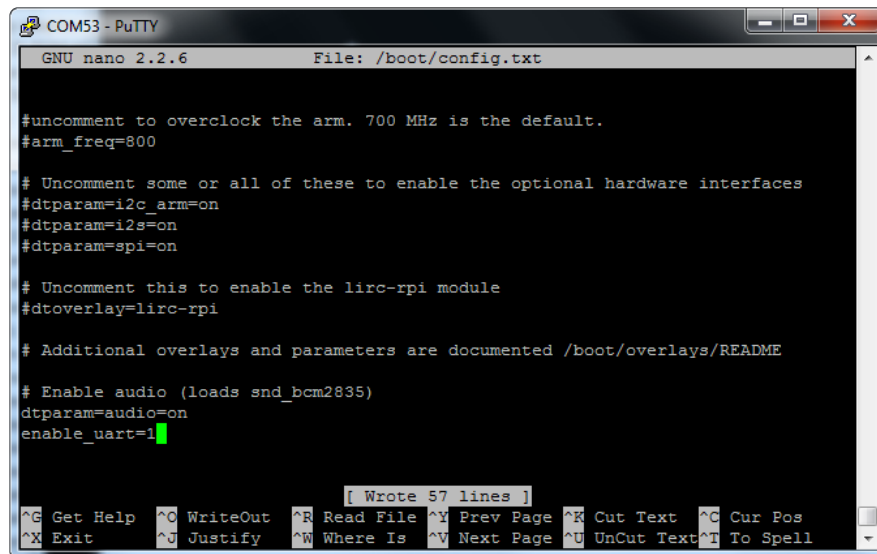 COM53 - PuTTY
GNU nano 2.2.6 File: /boot/config.txt
#uncomment to overclock the arm. 700 MHz is the default.
#arm_freq=800
# Uncomment some or all of these to enable the optional hardware interfaces
#dtparam=i2c_arm=on
#dtparam=i2s=on
#dtparam=spi=on
# Uncomment this to enable the lirc-rpi module
#dtoverlay=lirc-rpi
# Additional overlays and parameters are documented /boot/overlays/README
# Enable audio (loads snd_bcm2835)
dtparam=audio=on
enable_uart=1
[ Wrote 57 lines ]
^G Get Help ^O WriteOut ^R Read File ^Y Prev Page ^K Cut Text ^C Cur Pos
^X Exit ^J Justify ^W Where Is ^V Next Page ^U UnCut Text ^T To Spell